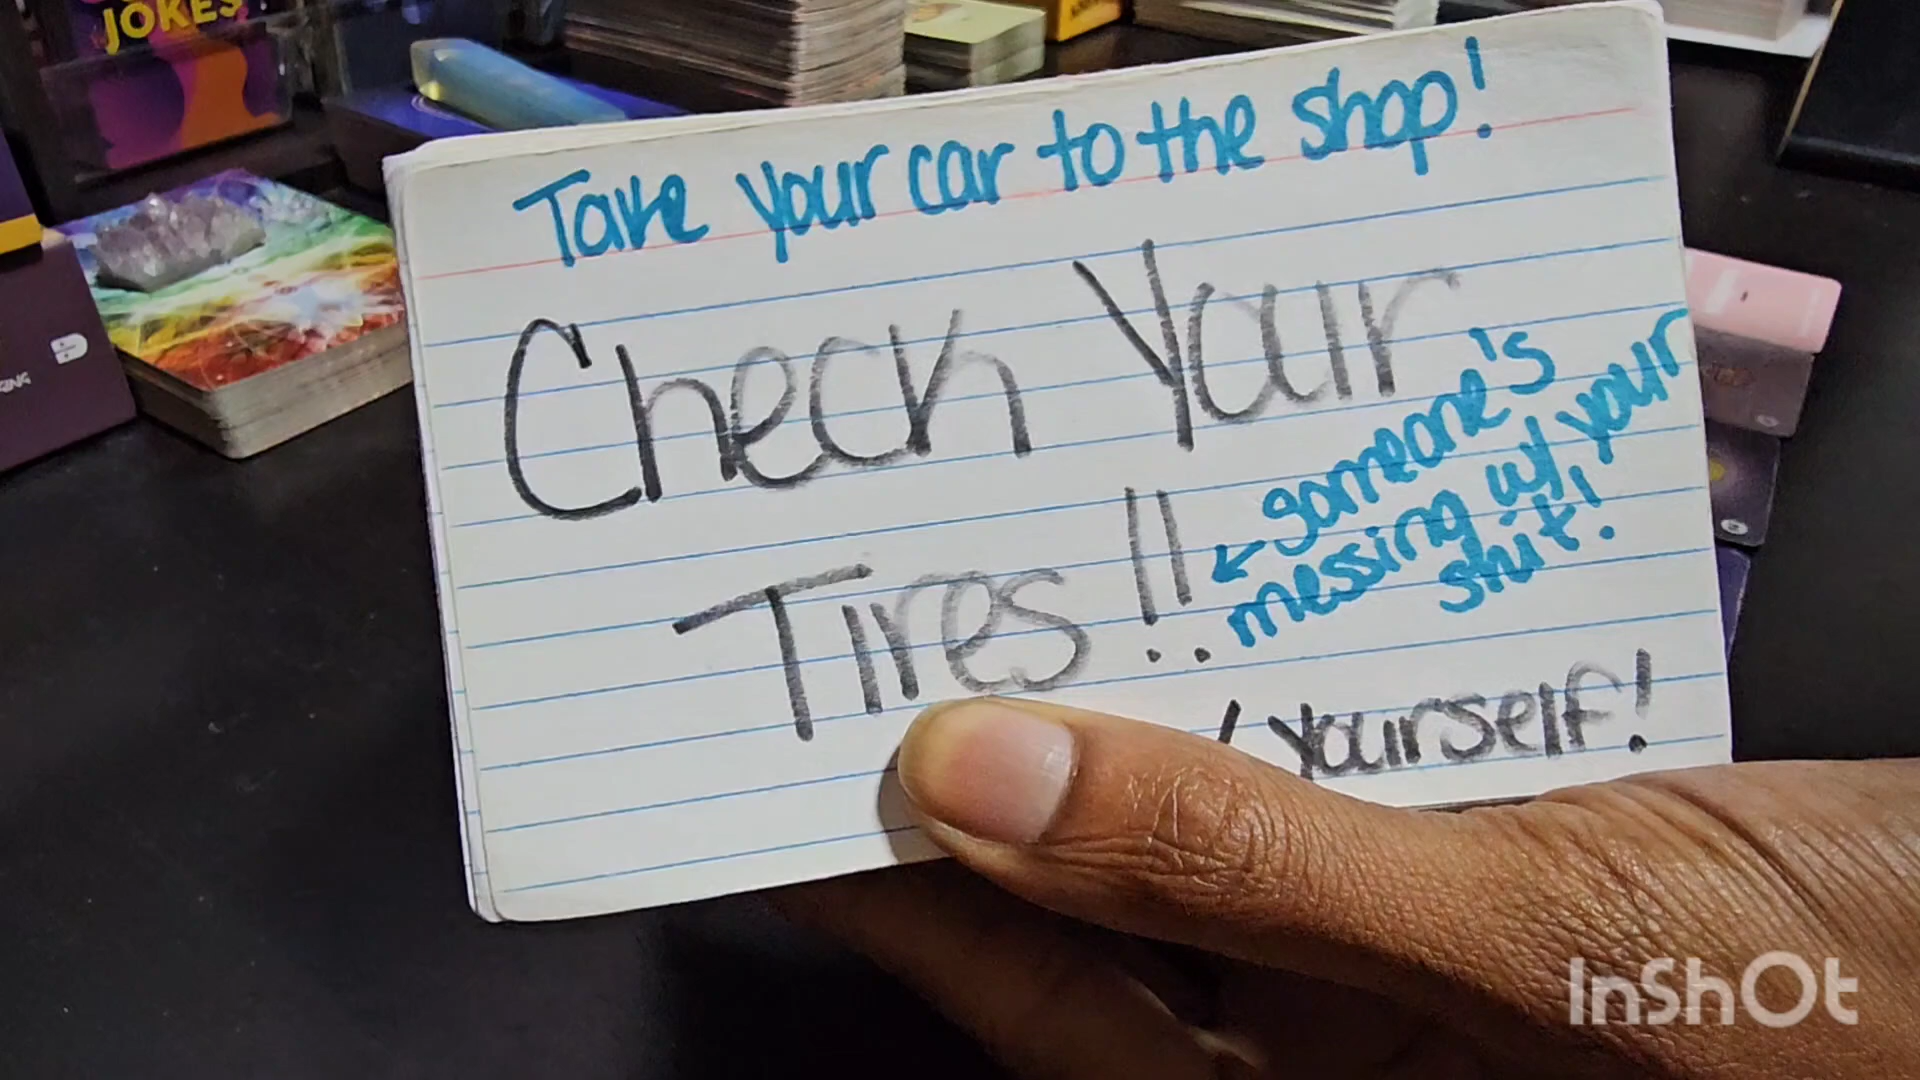 JOKES
Take your car to the shop!
Check Your
Tires!!
← someone's
messing w/ your
shit!
yourself!
InShOt